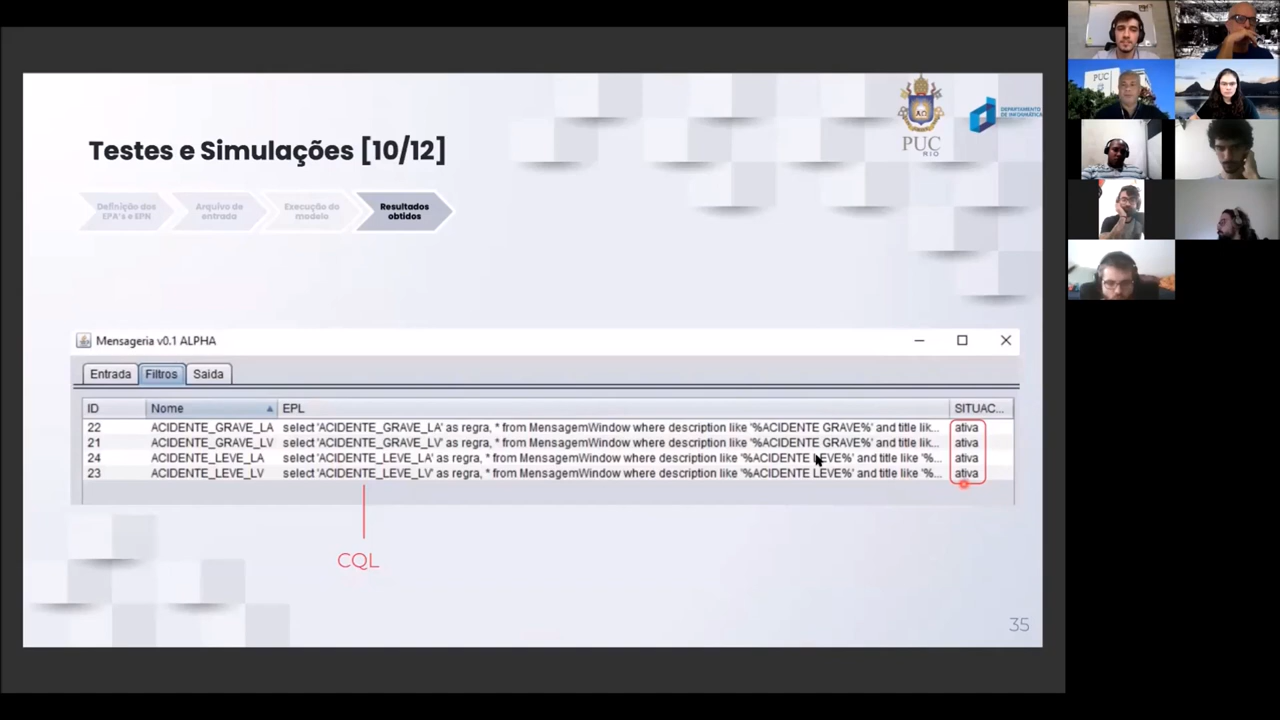 Testes e Simulações [10/12]
PUC
RIO
DEPARTAMENTO
DE INFORMÁTICA
Definição dos
EPA's e EPN
Arquivo de
entrada
Execução do
modelo
Resultados
obtidos
Mensageria v0.1 ALPHA
Entrada Filtros Saida
ID Nome EPL SITUAC...
22 ACIDENTE_GRAVE_LA select 'ACIDENTE_GRAVE_LA' as regra, * from MensagemWindow where description like '%ACIDENTE GRAVE%' and title lik... ativa
21 ACIDENTE_GRAVE_LV select 'ACIDENTE_GRAVE_LV' as regra, * from MensagemWindow where description like '%ACIDENTE GRAVE%' and title lik... ativa
24 ACIDENTE_LEVE_LA select 'ACIDENTE_LEVE_LA' as regra, * from MensagemWindow where description like '%ACIDENTE LEVE%' and title like '%... ativa
23 ACIDENTE_LEVE_LV select 'ACIDENTE_LEVE_LV' as regra, * from MensagemWindow where description like '%ACIDENTE LEVE%' and title like '%... ativa
CQL
35
PUC